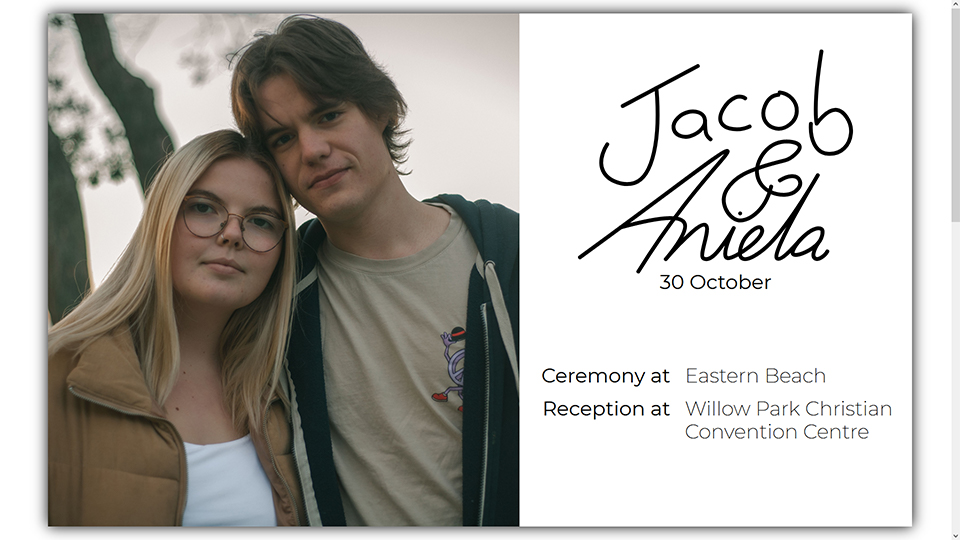 Jacob
&
Aniela
30 October
Ceremony at Eastern Beach
Reception at Willow Park Christian
Convention Centre